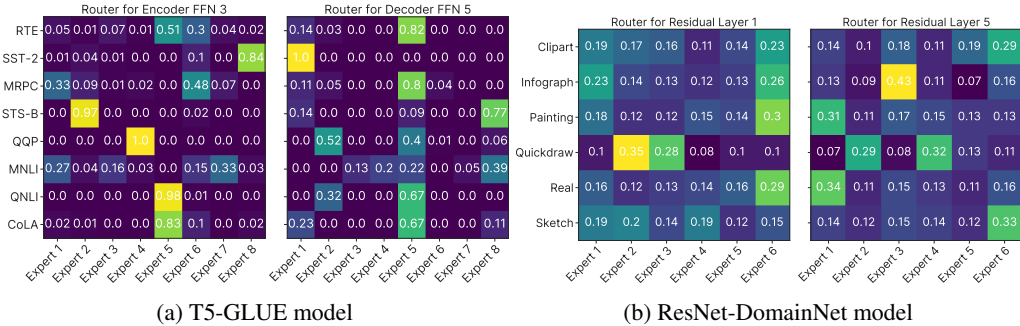 Router for Encoder FFN 3
RTE 0.05 0.01 0.07 0.01 0.51 0.3 0.04 0.02
SST-2 0.01 0.04 0.01 0.0 0.0 0.1 0.0 0.84
MRPC 0.33 0.09 0.01 0.02 0.0 0.48 0.07 0.0
STS-B 0.0 0.97 0.0 0.0 0.0 0.02 0.0 0.0
QQP 0.0 0.0 0.0 1.0 0.0 0.0 0.0 0.0
MNLI 0.27 0.04 0.16 0.03 0.0 0.15 0.33 0.03
QNLI 0.0 0.0 0.0 0.0 0.98 0.01 0.0 0.0
CoLA 0.02 0.01 0.0 0.0 0.83 0.1 0.0 0.02
Expert 1 Expert 2 Expert 3 Expert 4 Expert 5 Expert 6 Expert 7 Expert 8
Router for Decoder FFN 5
0.14 0.03 0.0 0.0 0.82 0.0 0.0 0.0
1.0 0.0 0.0 0.0 0.0 0.0 0.0 0.0
0.11 0.05 0.0 0.0 0.8 0.04 0.0 0.0
0.14 0.0 0.0 0.0 0.09 0.0 0.0 0.77
0.0 0.52 0.0 0.0 0.4 0.01 0.0 0.06
0.0 0.0 0.13 0.2 0.22 0.0 0.05 0.39
0.0 0.32 0.0 0.0 0.67 0.0 0.0 0.0
0.23 0.0 0.0 0.0 0.67 0.0 0.0 0.11
Expert 1 Expert 2 Expert 3 Expert 4 Expert 5 Expert 6 Expert 7 Expert 8
(a) T5-GLUE model
Router for Residual Layer 1
Clipart 0.19 0.17 0.16 0.11 0.14 0.23
Infograph 0.23 0.14 0.13 0.12 0.13 0.26
Painting 0.18 0.12 0.12 0.15 0.14 0.3
Quickdraw 0.1 0.35 0.28 0.08 0.1 0.1
Real 0.16 0.12 0.13 0.14 0.16 0.29
Sketch 0.19 0.2 0.14 0.19 0.12 0.15
Expert 1 Expert 2 Expert 3 Expert 4 Expert 5 Expert 6
Router for Residual Layer 5
0.14 0.1 0.18 0.11 0.19 0.29
0.13 0.09 0.43 0.11 0.07 0.16
0.31 0.11 0.17 0.15 0.13 0.13
0.07 0.29 0.08 0.32 0.13 0.11
0.34 0.11 0.15 0.13 0.11 0.16
0.14 0.12 0.15 0.14 0.12 0.33
Expert 1 Expert 2 Expert 3 Expert 4 Expert 5 Expert 6
(b) ResNet-DomainNet model